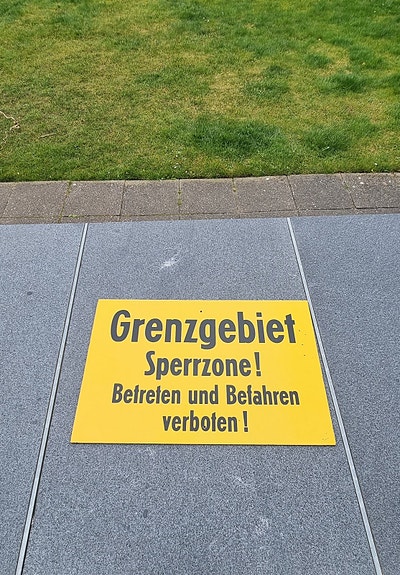 Grenzgebiet
Sperrzone!
Betreten und Befahren
verboten!